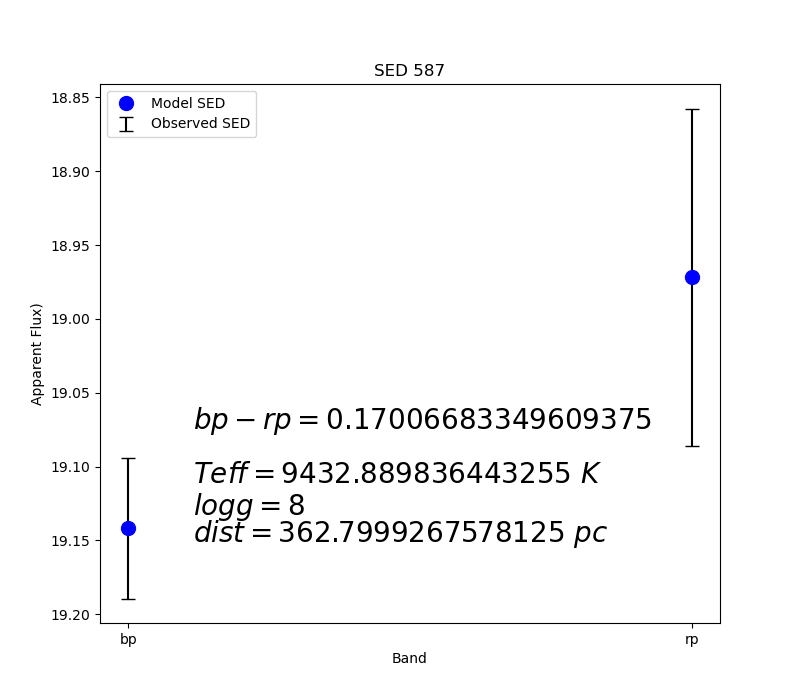 SED 587
Model SED
Observed SED
18.85
18.90
18.95
19.00
19.05
19.10
19.15
19.20
Apparent Flux)
bp − rp = 0.17006683349609375
Teff = 9432.889836443255 K
logg = 8
dist = 362.7999267578125 pc
bp
rp
Band